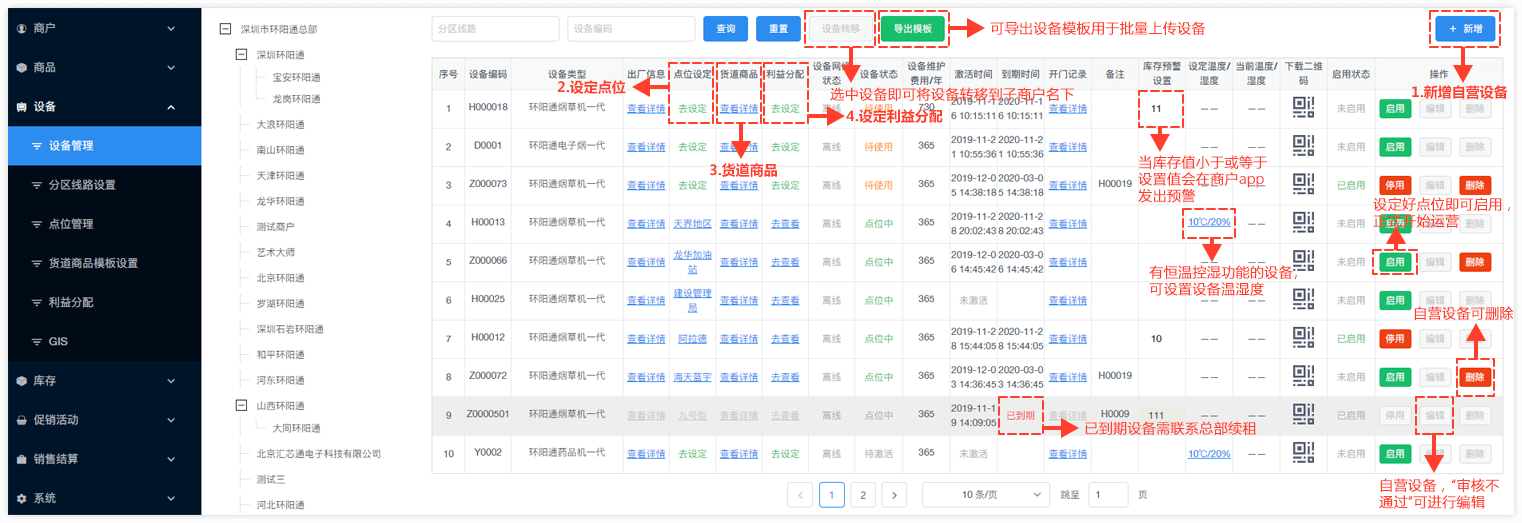 商户
商品
设备
设备管理
分区线路设置
点位管理
货道商品模板设置
利益分配
GIS
库存
促销活动
销售结算
系统
深圳市环阳通总部
深圳环阳通
宝安环阳通
龙岗环阳通
大浪环阳通
南山环阳通
天津环阳通
龙华环阳通
测试商户
艺术大师
北京环阳通
罗湖环阳通
深圳石岩环阳通
和平环阳通
河东环阳通
山西环阳通
大同环阳通
北京汇芯通电子科技有限公司
测试三
河北环阳通
分区线路 设备编码 查询 重置 设备转移 导出模板 可导出设备模板用于批量上传设备 + 新增
序号 设备编码 设备类型 出厂信息 点位设定 货道商品 利益分配 设备网络状态 设备状态 设备维护费用/年 激活时间 到期时间 开门记录 备注 库存预警设置 设定温度/湿度 当前温度/湿度 下载二维码 启用状态 操作
2.设定点位
选中设备即可将设备转移到子商户名下
1.新增自营设备
1 H000018 环阳通烟草机一代 查看详情 去设定 查看详情 去设定 离线 待使用 730 2019-11-16 10:15:11 2020-11-16 10:15:11 查看详情 11 —— —— 未启用 启用 编辑 删除
4.设定利益分配
2 D0001 环阳通电子烟一代 查看详情 去设定 查看详情 去设定 离线 待使用 365 2019-11-21 10:55:36 2020-11-21 10:55:36 查看详情 —— —— 未启用 启用 编辑 删除
3.货道商品
当库存值小于或等于
设置值会在商户app
发出预警
3 Z000073 环阳通烟草机一代 查看详情 去设定 查看详情 去设定 离线 待使用 365 2019-12-05 14:38:18 2020-03-05 14:38:18 查看详情 H00019 —— —— 已启用 停用 编辑 删除
设定好点位即可启用，
正式开始运营
4 H00013 环阳通烟草机一代 查看详情 天界地区 查看详情 去查看 离线 点位中 365 2019-11-28 20:02:43 2020-11-28 20:02:43 查看详情 10℃/20% —— 未启用 启用 编辑 删除
5 Z000066 环阳通烟草机一代 查看详情 龙华加油站 查看详情 去查看 离线 点位中 365 2019-12-06 14:45:42 2020-03-06 14:45:42 查看详情 —— 未启用 启用 编辑 删除
有恒温控湿功能的设备，
可设置设备温湿度
6 H00025 环阳通烟草机一代 查看详情 建设管理局 查看详情 去查看 离线 点位中 365 未激活 查看详情 —— —— 未启用 启用 编辑 删除
自营设备可删除
7 H00012 环阳通烟草机一代 查看详情 阿拉德 查看详情 去查看 离线 点位中 365 2019-11-28 15:44:05 2020-11-28 15:44:05 查看详情 10 —— —— 已启用 停用 编辑 删除
8 Z000072 环阳通烟草机一代 查看详情 海天蓝宇 查看详情 去查看 离线 点位中 365 2019-12-03 14:36:45 2020-03-03 14:36:45 查看详情 H00019 —— —— 未启用 启用 编辑 删除
9 Z0000501 环阳通烟草机一代 查看详情 九号街 查看详情 去查看 离线 点位中 365 2019-11-19 14:09:05 已到期 查看详情 H0009 111 —— —— 已启用 停用 编辑 删除
已到期设备需联系总部续租
10 Y0002 环阳通药品机一代 查看详情 去设定 查看详情 去设定 离线 待激活 365 未激活 查看详情 10℃/20% —— 未启用 启用 编辑 删除
自营设备，“审核不
通过”可进行编辑
< 1 2 > 10 条/页 跳至 1 页